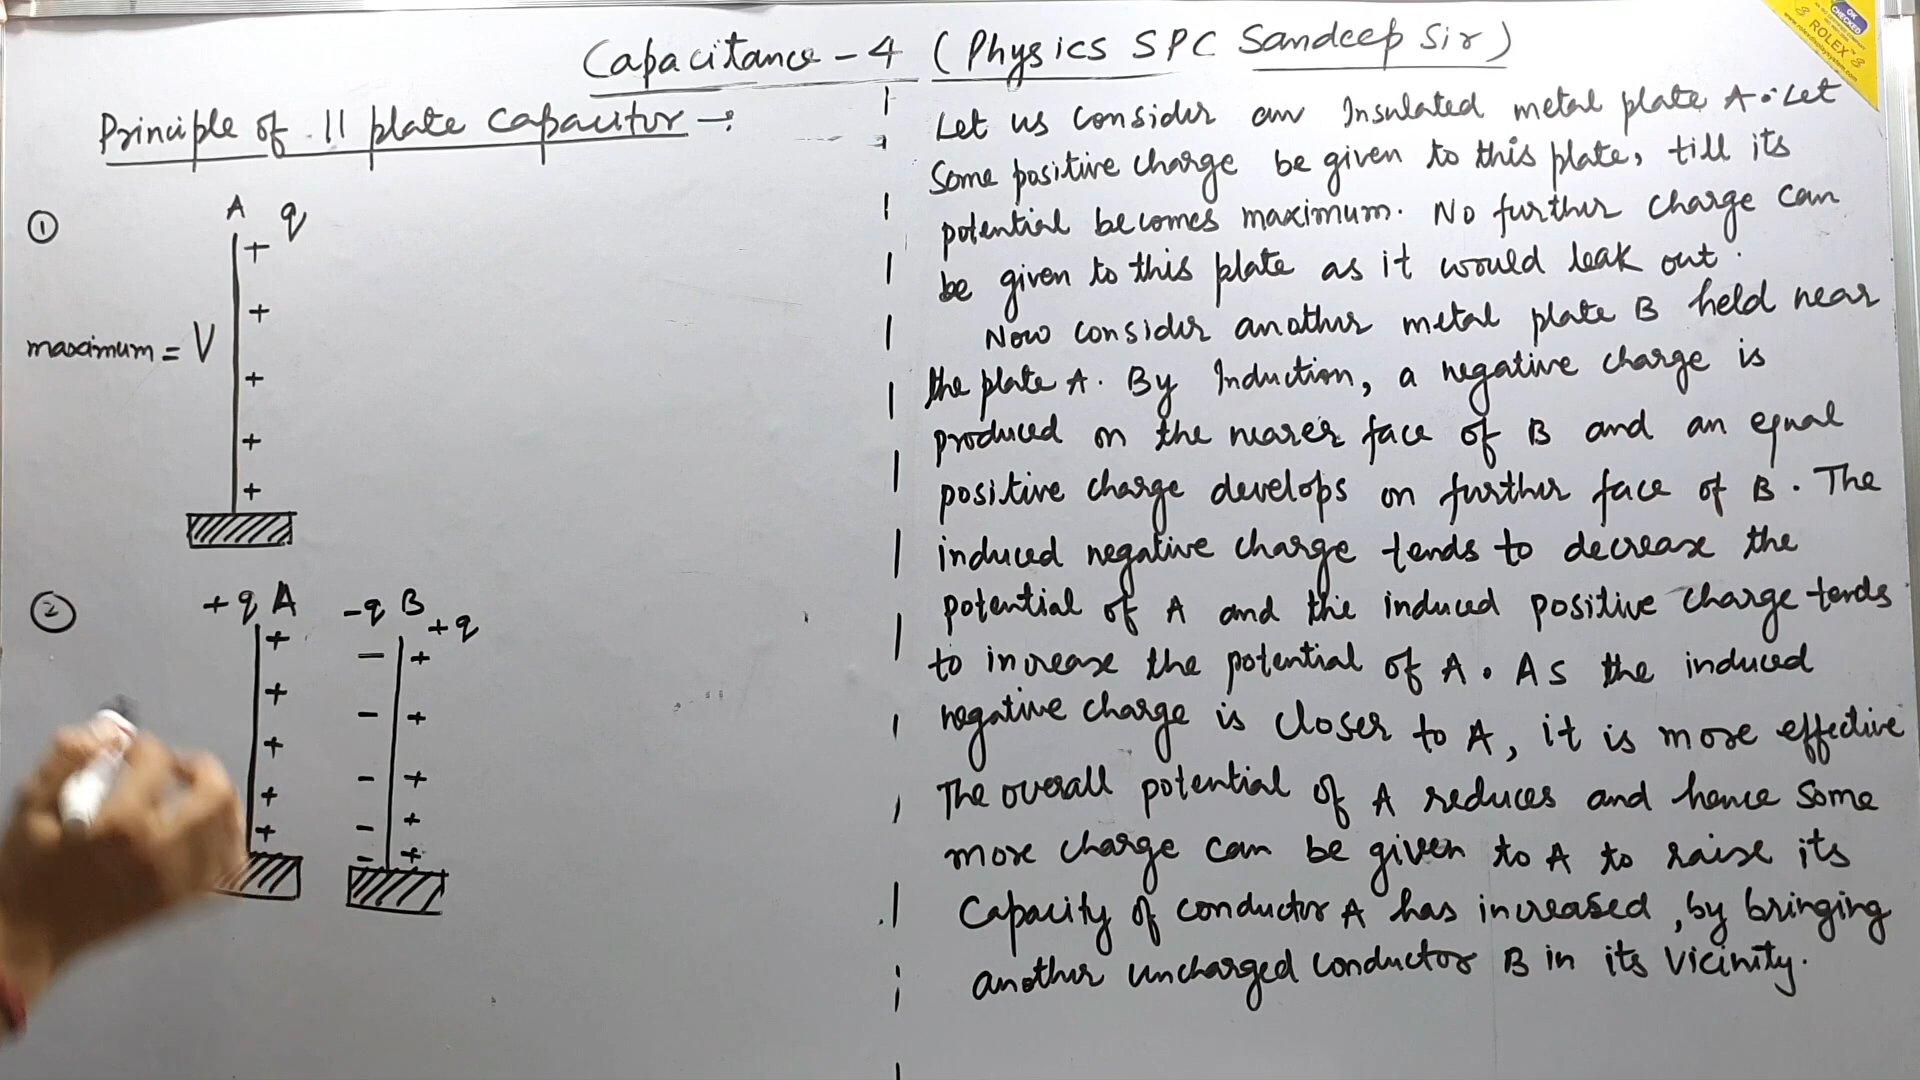 Capacitance - 4 (Physics SPC Sandeep Sir)
Principle of || plate capacitor →:
① A q
+
+
maximum = V
+
+
+
② +q A -q B +q
+ - +
+ - +
+ - +
+ - +
+ - +
Let us consider an Insulated metal plate A. Let
Some positive charge be given to this plate, till its
potential becomes maximum. No further charge can
be given to this plate as it would leak out.
Now consider another metal plate B held near
the plate A. By Induction, a negative charge is
produced on the nearer face of B and an equal
positive charge develops on further face of B. The
induced negative charge tends to decrease the
potential of A and the induced positive charge tends
to increase the potential of A. As the induced
negative charge is closer to A, it is more effective
The overall potential of A reduces and hence some
more charge can be given to A to raise its
Capacity of conductor A has increased, by bringing
another uncharged conductor B in its vicinity.
OK
CHECKED
ROLEX